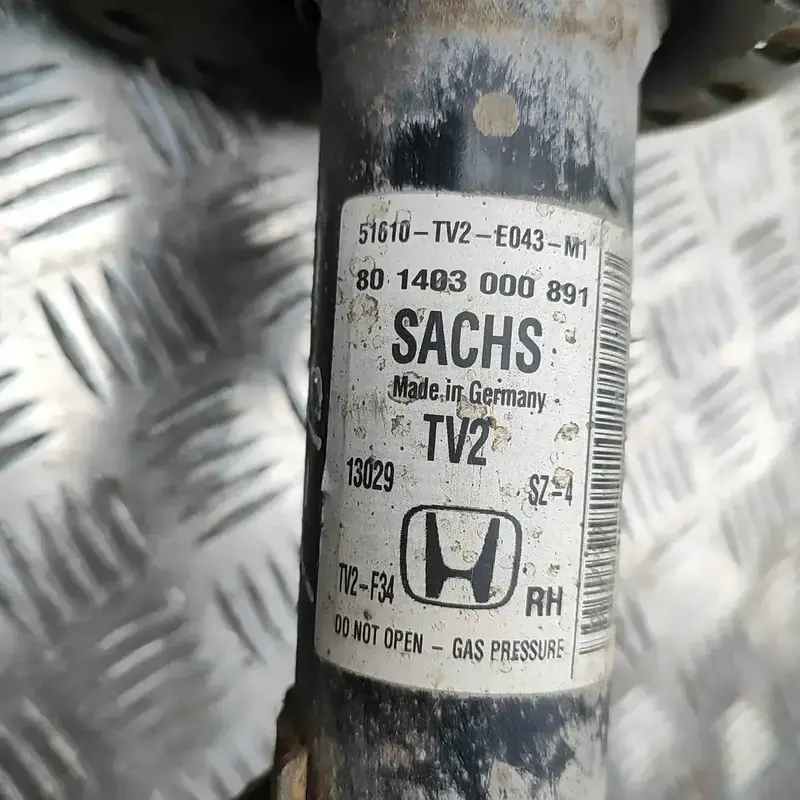 51610-TV2-E043-M1
80 1403 000 891
SACHS
Made in Germany
TV2
13029
SZ-4
TV2-F34
RH
DO NOT OPEN - GAS PRESSURE